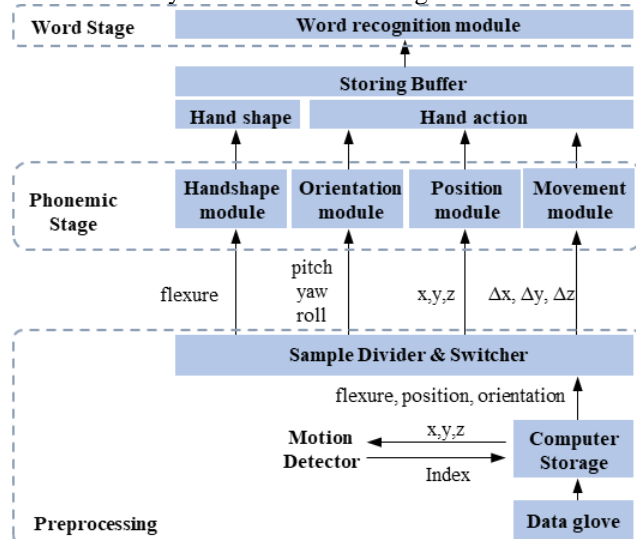 Word Stage
Word recognition module
Storing Buffer
Hand shape
Hand action
Phonemic
Stage
Handshape
module
Orientation
module
Position
module
Movement
module
flexure
pitch
yaw
roll
x,y,z
Δx, Δy, Δz
Sample Divider & Switcher
flexure, position, orientation
Motion
Detector
x,y,z
Index
Computer
Storage
Preprocessing
Data glove